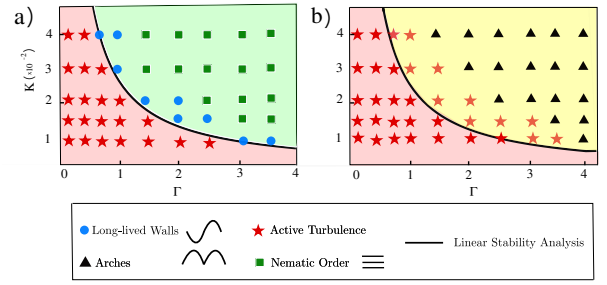 a)
b)
K (×10⁻²)
4
3
2
1
0 1 2 3 4
Γ
4
3
2
1
0 1 2 3 4
Γ
Long-lived Walls
Active Turbulence
Linear Stability Analysis
Arches
Nematic Order